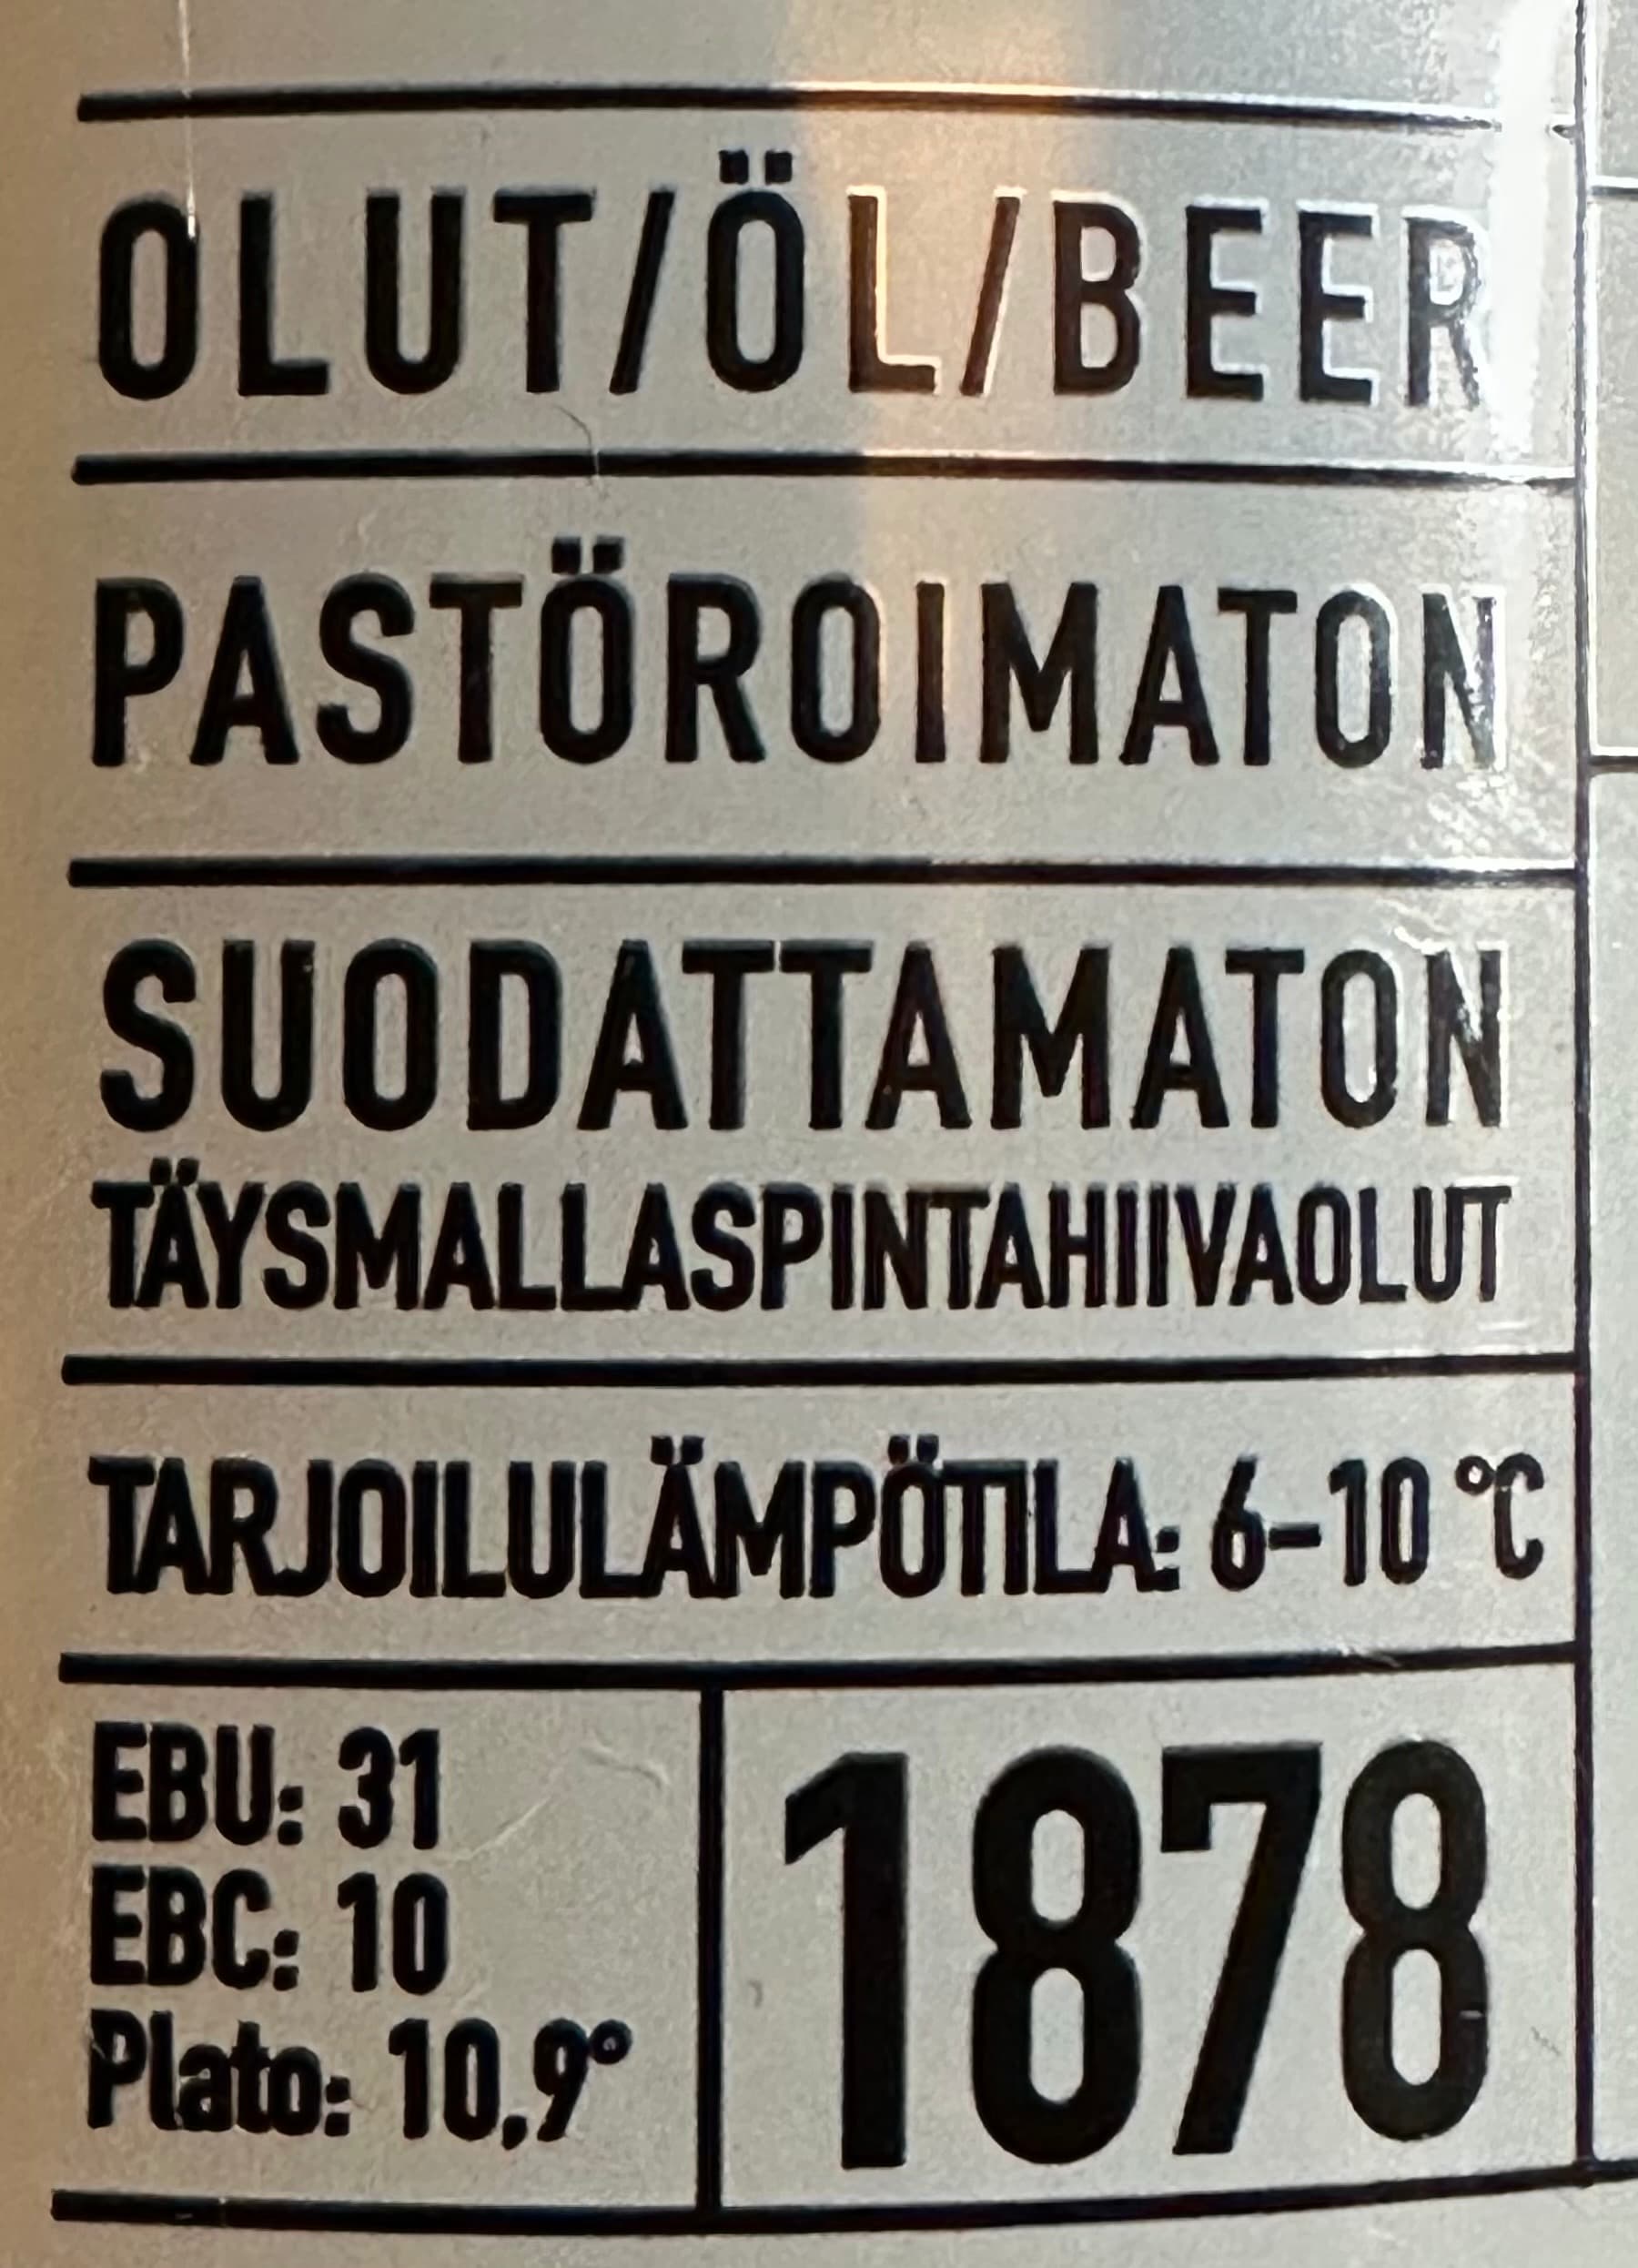 OLUT/ÖL/BEER
PASTÖROIMATON
SUODATTAMATON
TÄYSMALLASPINTAHIIVAOLUT
TARJOILULÄMPÖTILA: 6–10 °C
EBU: 31
EBC: 10
Plato: 10,9°
1878